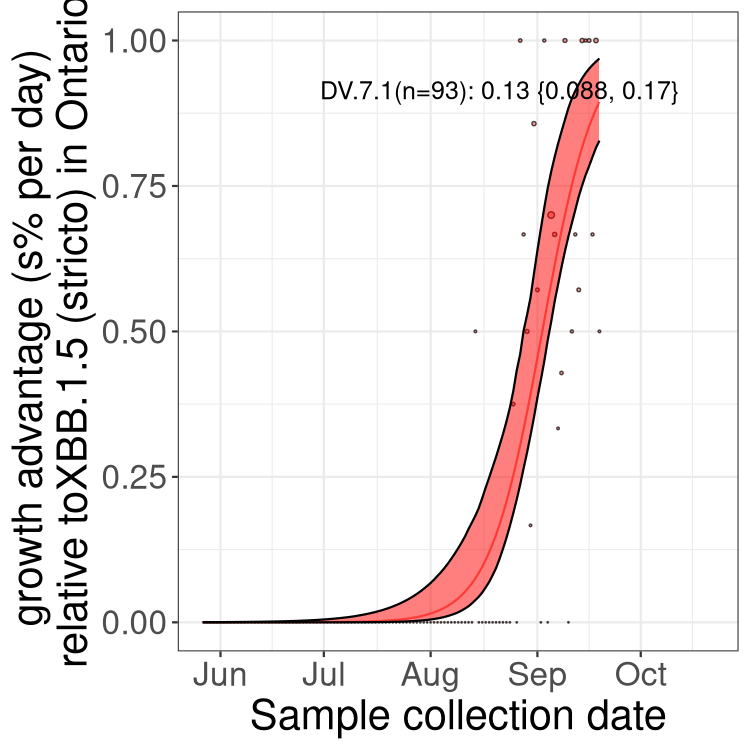 growth advantage (s% per day)
relative toXBB.1.5 (stricto) in Ontario
1.00
0.75
0.50
0.25
0.00
DV.7.1(n=93): 0.13 {0.088, 0.17}
Jun Jul Aug Sep Oct
Sample collection date